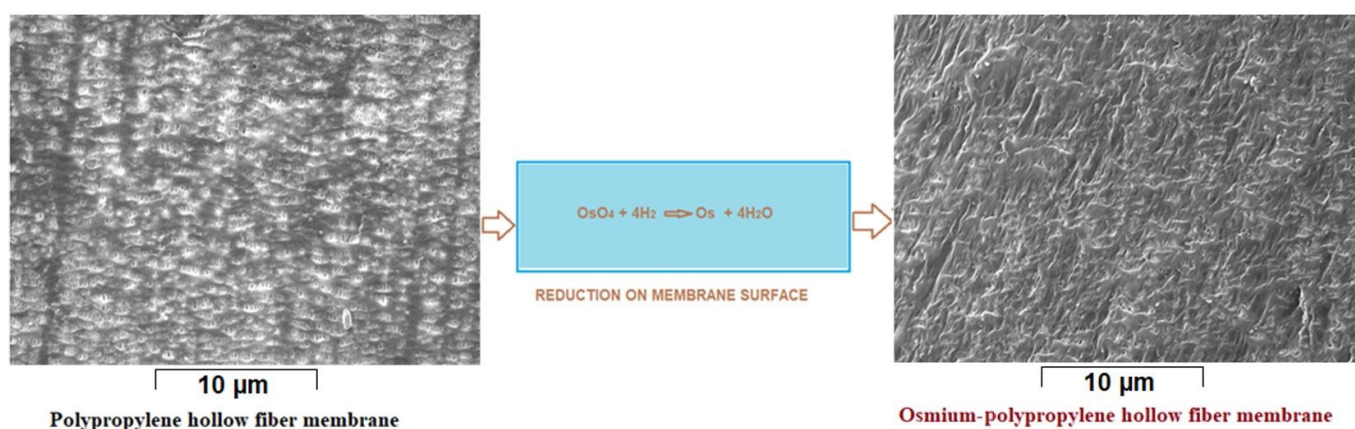 OsO₄ + 4H₂ ⇒ Os + 4H₂O
REDUCTION ON MEMBRANE SURFACE
10 µm
10 µm
Polypropylene hollow fiber membrane
Osmium-polypropylene hollow fiber membrane